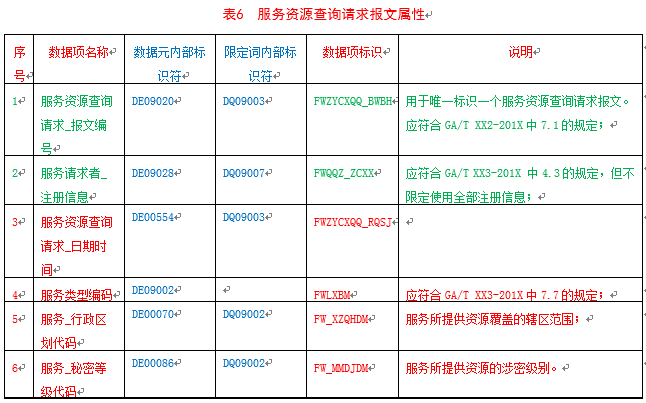 表6 服务资源查询请求报文属性
序号 数据项名称 数据元内部标识符 限定词内部标识符 数据项标识 说明
1 服务资源查询请求_报文编号 DE09020 DQ09003 FWZYCXQQ_BWBH 用于唯一标识一个服务资源查询请求报文。应符合 GA/T XX2-201X 中 7.1 的规定；
2 服务请求者_注册信息 DE09028 DQ09007 FWQQZ_ZCXX 应符合 GA/T XX3-201X 中 4.3 的规定，但不限定使用全部注册信息；
3 服务资源查询请求_日期时间 DE00554 DQ09003 FWZYCXQQ_RQSJ
4 服务类型编码 DE09002 FWLXBM 应符合 GA/T XX3-201X 中 7.7 的规定；
5 服务_行政区划代码 DE00070 DQ09002 FW_XZQHDM 服务所提供资源覆盖的辖区范围；
6 服务_秘密等级代码 DE00086 DQ09002 FW_MMDJDM 服务所提供资源的涉密级别。